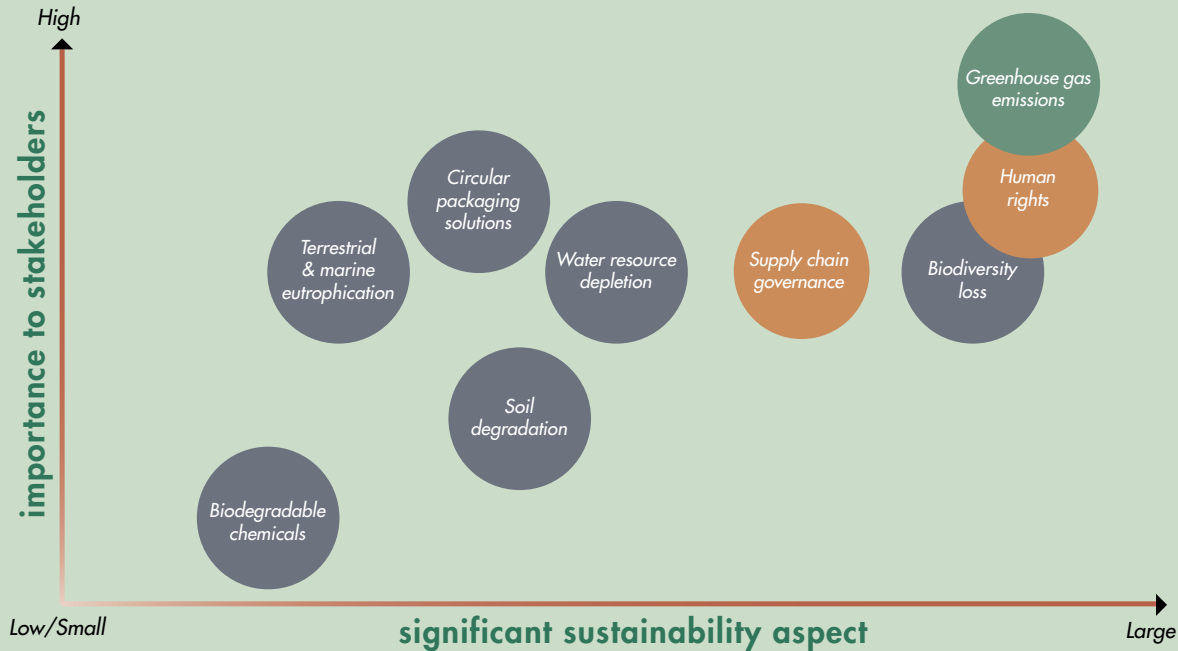 High
importance to stakeholders
Greenhouse gas
emissions
Human
rights
Circular
packaging
solutions
Terrestrial
& marine
eutrophication
Water resource
depletion
Supply chain
governance
Biodiversity
loss
Soil
degradation
Biodegradable
chemicals
Low/Small
significant sustainability aspect
Large